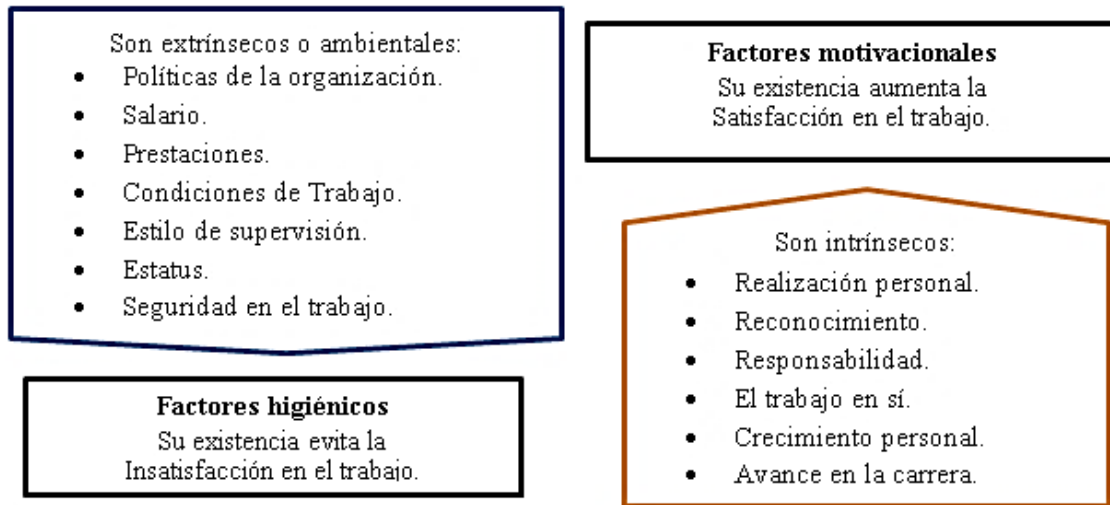 Son extrínsecos o ambientales:
• Políticas de la organización.
• Salario.
• Prestaciones.
• Condiciones de Trabajo.
• Estilo de supervisión.
• Estatus.
• Seguridad en el trabajo.
Factores higiénicos
Su existencia evita la
Insatisfacción en el trabajo.
Factores motivacionales
Su existencia aumenta la
Satisfacción en el trabajo.
Son intrínsecos:
• Realización personal.
• Reconocimiento.
• Responsabilidad.
• El trabajo en sí.
• Crecimiento personal.
• Avance en la carrera.